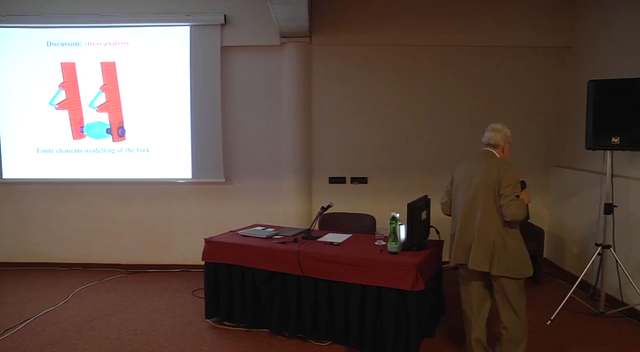 Discussion: stress analysis
Finite elements modelling of the fork